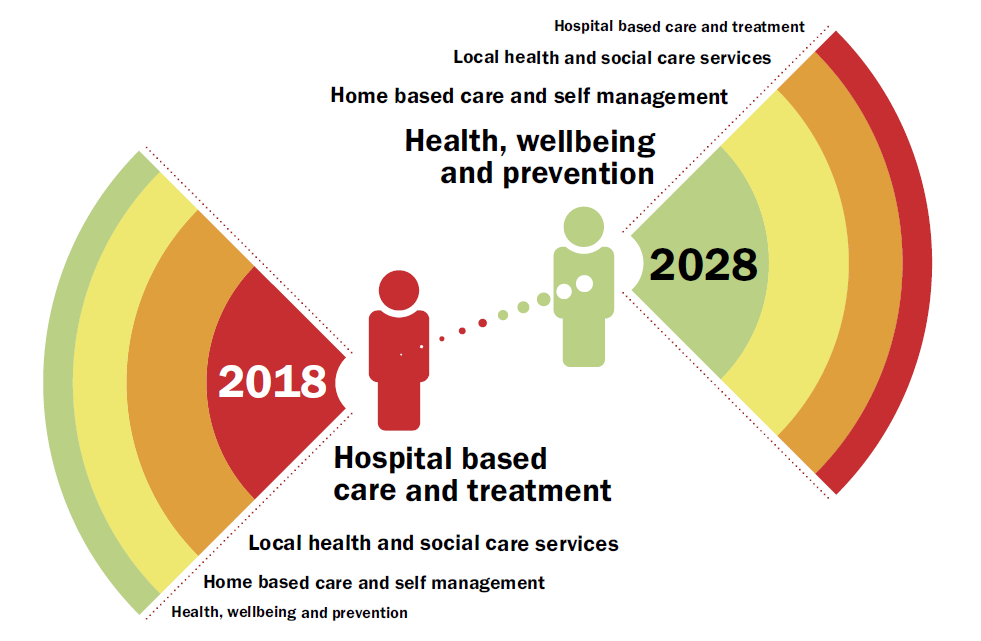 Hospital based care and treatment
Local health and social care services
Home based care and self management
Health, wellbeing
and prevention
2028
2018
Hospital based
care and treatment
Local health and social care services
Home based care and self management
Health, wellbeing and prevention